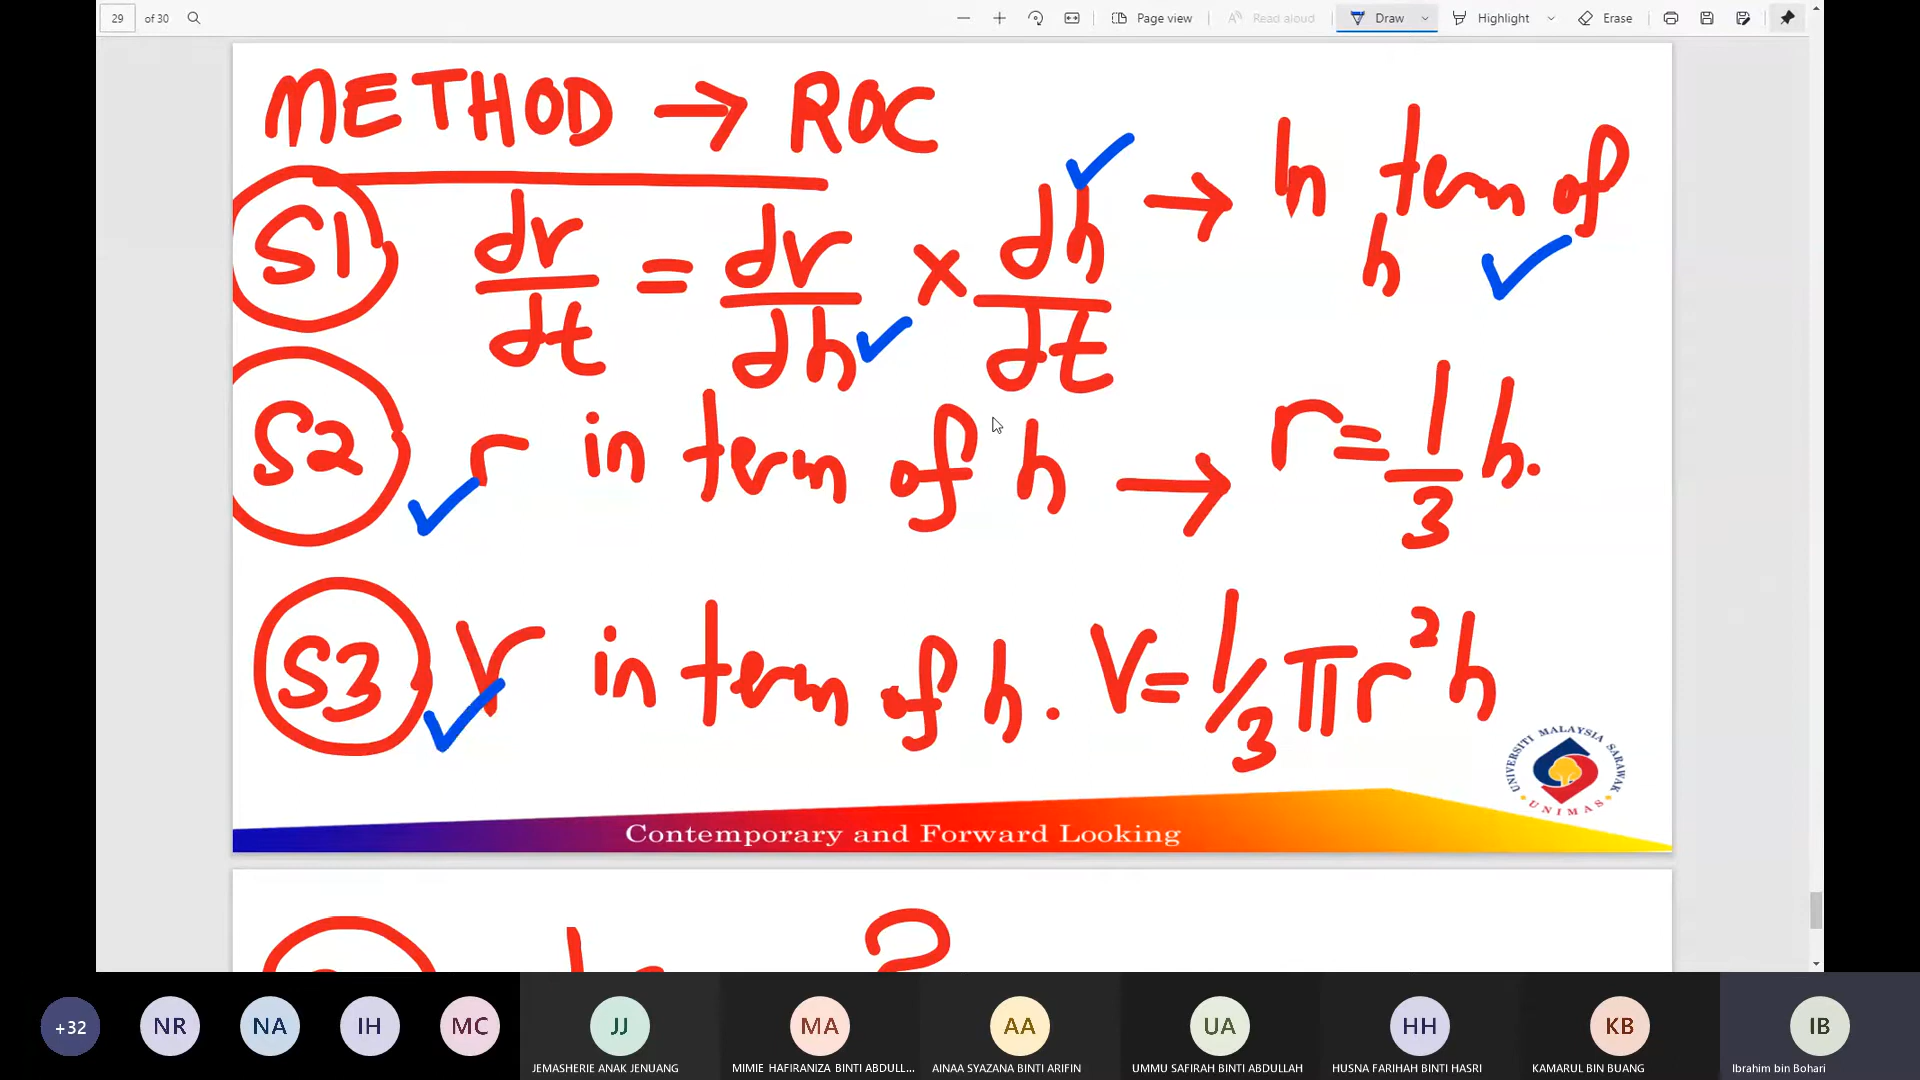 29 of 30 Page view Read aloud Draw Highlight Erase
METHOD → ROC
S1 dv/dt = dv/dh × dh/dt → In term of h
S2 r in term of h → r = 1/3 h.
S3 V in term of h. V = 1/3 πr²h
UNIVERSITI MALAYSIA SARAWAK
UNIMAS
Contemporary and Forward Looking
?
+32 NR NA IH MC JJ MA AA UA HH KB IB
JEMASHERIE ANAK JENUANG MIMIE HAFIRANIZA BINTI ABDULL... AINAA SYAZANA BINTI ARIFIN UMMU SAFIRAH BINTI ABDULLAH HUSNA FARIHAH BINTI HASRI KAMARUL BIN BUANG Ibrahim bin Bohari